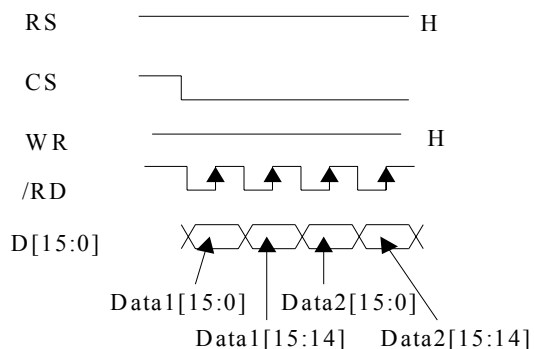 RS H
CS
WR H
/RD
D[15:0]
Data1[15:0] Data2[15:0]
Data1[15:14] Data2[15:14]